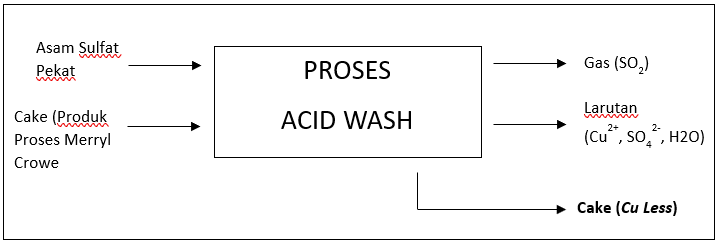 Asam Sulfat
Pekat
Cake (Produk
Proses Merryl
Crowe
PROSES
ACID WASH
Gas (SO₂)
Larutan
(Cu²⁺, SO₄²⁻, H2O)
Cake (Cu Less)